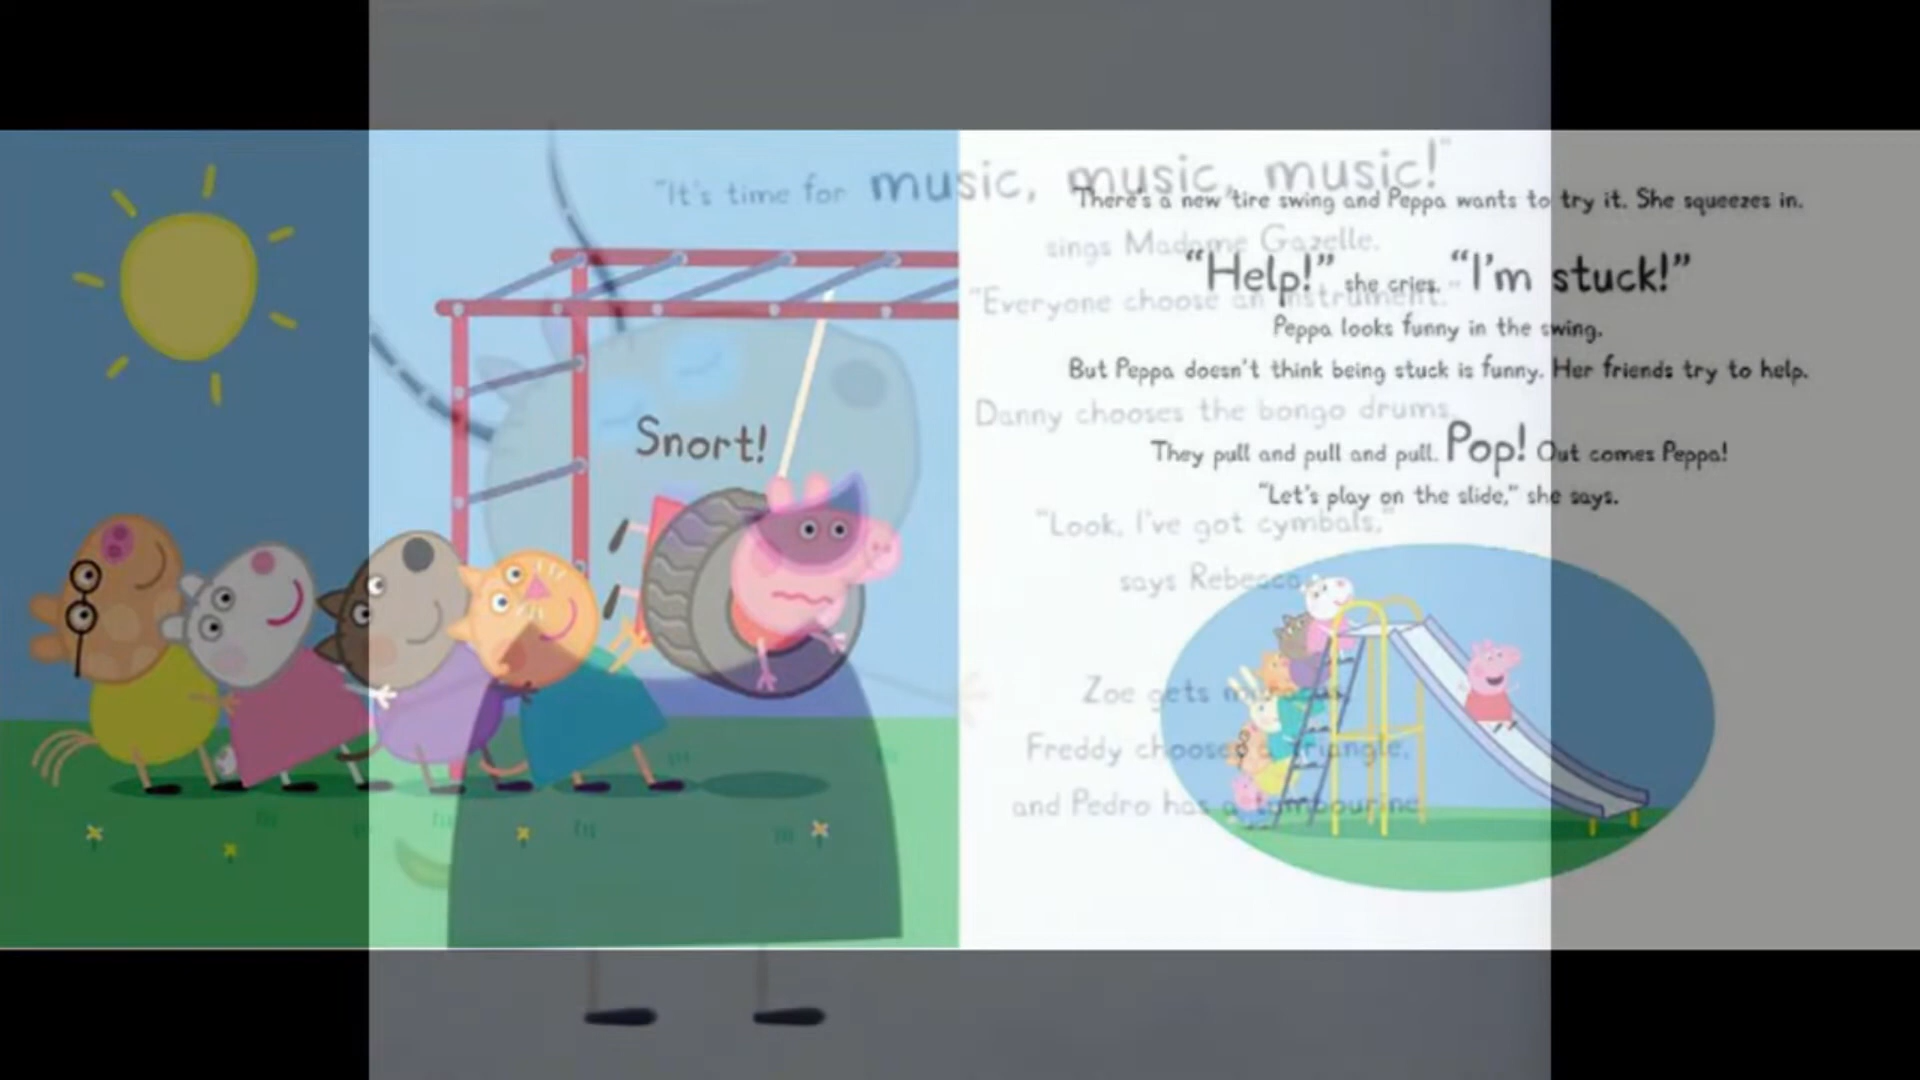 "It's time for music, music, music!"
sings Madame Gazelle.
"Everyone choose an instrument."
Danny chooses the bongo drums.
"Look, I've got cymbals,"
says Rebecca.
Zoe gets maracas,
Freddy chooses a triangle,
and Pedro has a tambourine.
Snort!
There's a new tire swing and Peppa wants to try it. She squeezes in.
“Help!” she cries. “I'm stuck!”
Peppa looks funny in the swing.
But Peppa doesn't think being stuck is funny. Her friends try to help.
They pull and pull and pull. Pop! Out comes Peppa!
"Let's play on the slide," she says.